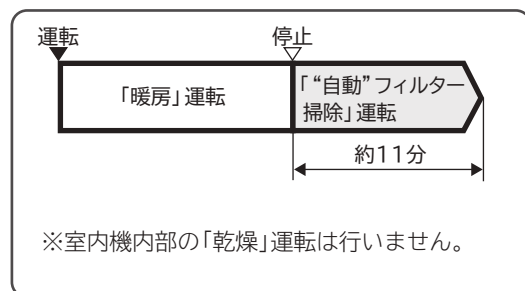 運転
停止
「暖房」運転
「“自動”フィルター
掃除」運転
約11分
※室内機内部の「乾燥」運転は行いません。